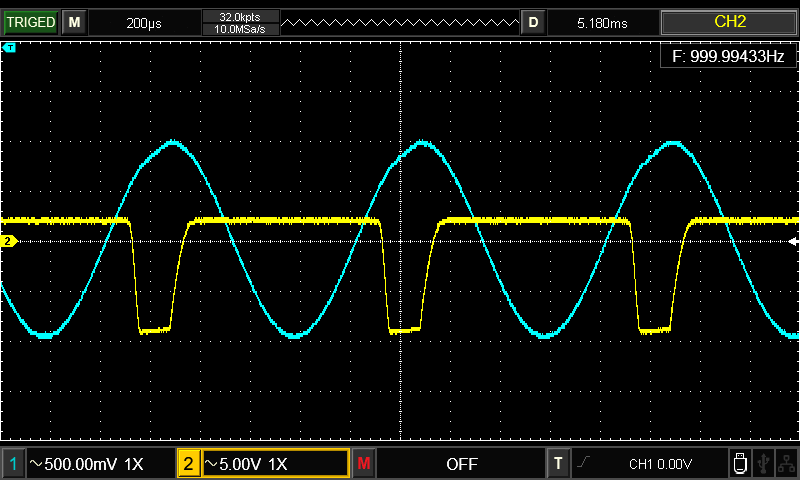 TRIGED M 200μs 32.0kpts D 5.180ms CH2
10.0MSa/s
T
F: 999.99433Hz
2
1 ~500.00mV 1X 2 ~5.00V 1X M OFF T CH1 0.00V